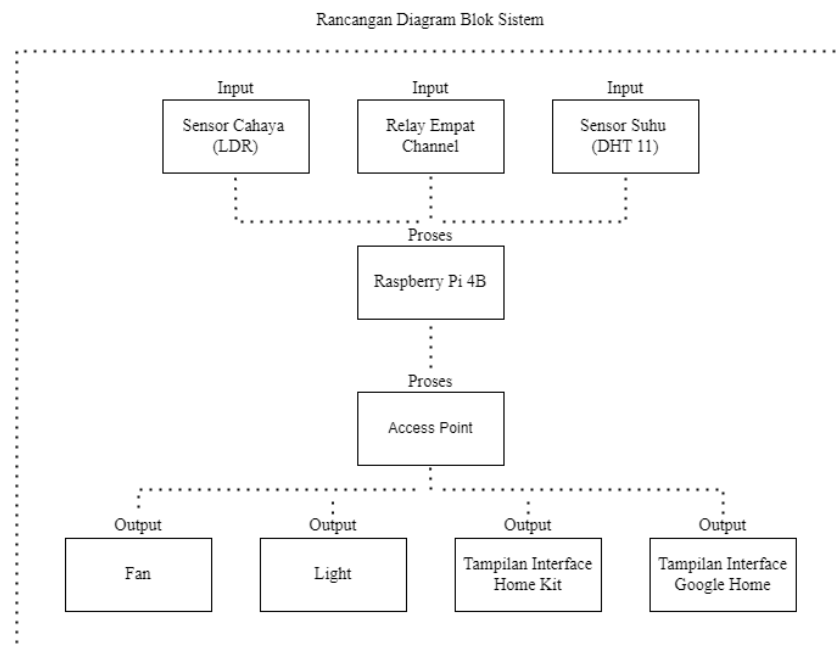 Rancangan Diagram Blok Sistem
Input
Input
Input
Sensor Cahaya
(LDR)
Relay Empat
Channel
Sensor Suhu
(DHT 11)
Proses
Raspberry Pi 4B
Proses
Access Point
Output
Output
Output
Output
Fan
Light
Tampilan Interface
Home Kit
Tampilan Interface
Google Home